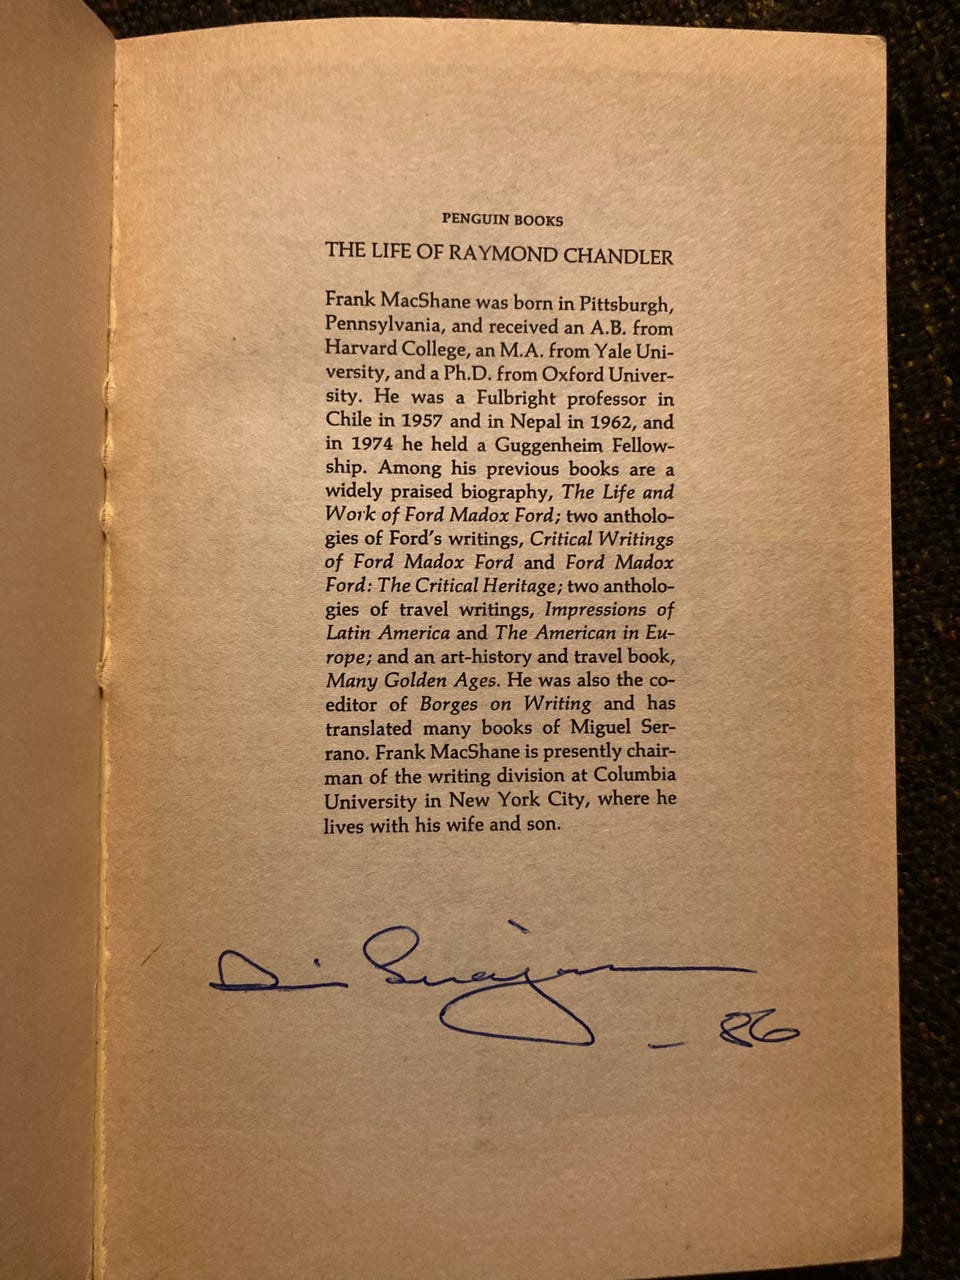 PENGUIN BOOKS
THE LIFE OF RAYMOND CHANDLER
Frank MacShane was born in Pittsburgh,
Pennsylvania, and received an A.B. from
Harvard College, an M.A. from Yale Uni-
versity, and a Ph.D. from Oxford Univer-
sity. He was a Fulbright professor in
Chile in 1957 and in Nepal in 1962, and
in 1974 he held a Guggenheim Fellow-
ship. Among his previous books are a
widely praised biography, The Life and
Work of Ford Madox Ford; two antholo-
gies of Ford's writings, Critical Writings
of Ford Madox Ford and Ford Madox
Ford: The Critical Heritage; two antholo-
gies of travel writings, Impressions of
Latin America and The American in Eu-
rope; and an art-history and travel book,
Many Golden Ages. He was also the co-
editor of Borges on Writing and has
translated many books of Miguel Ser-
rano. Frank MacShane is presently chair-
man of the writing division at Columbia
University in New York City, where he
lives with his wife and son.
- 86